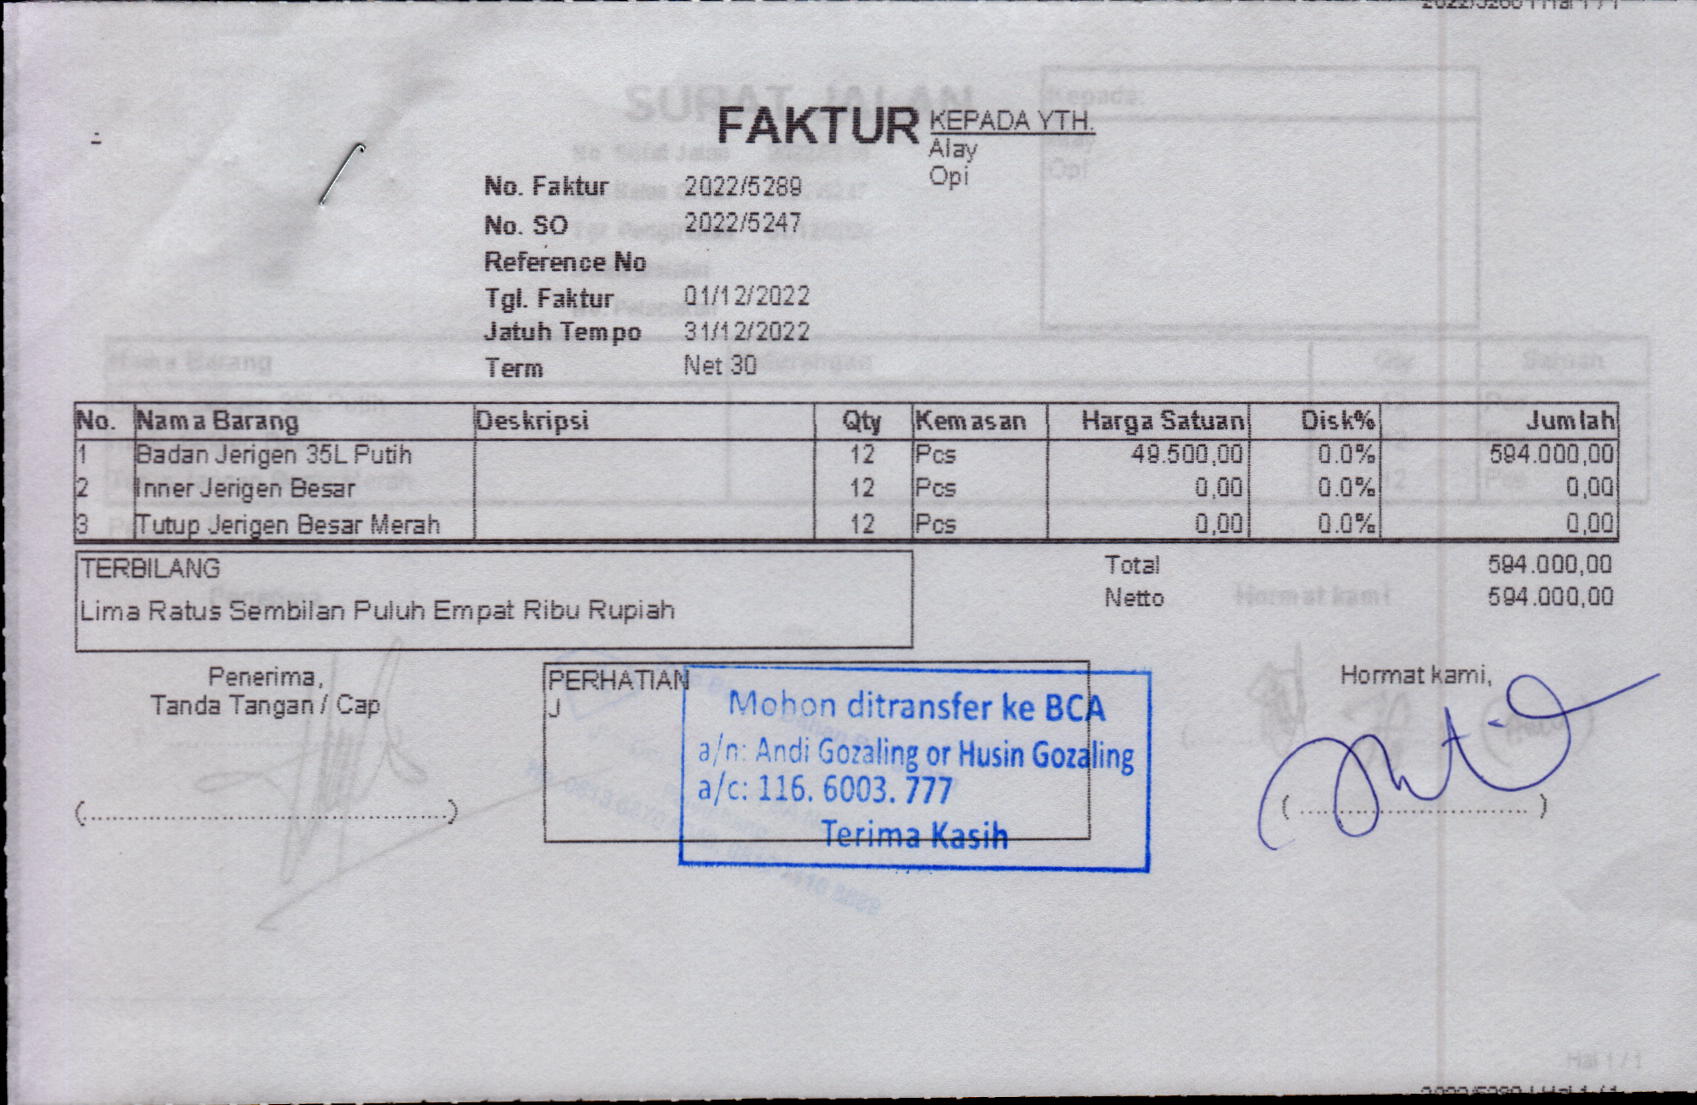 FAKTUR
KEPADA YTH.
Alay
Opi
No. Faktur 2022/5289
No. SO 2022/5247
Reference No
Tgl. Faktur 01/12/2022
Jatuh Tempo 31/12/2022
Term Net 30
No. Nama Barang Deskripsi Qty Kemasan Harga Satuan Disk% Jumlah
1 Badan Jerigen 35L Putih 12 Pcs 49.500,00 0.0% 594.000,00
2 Inner Jerigen Besar 12 Pcs 0,00 0.0% 0,00
3 Tutup Jerigen Besar Merah 12 Pcs 0,00 0.0% 0,00
TERBILANG
Lima Ratus Sembilan Puluh Empat Ribu Rupiah
Total 594.000,00
Netto 594.000,00
Penerima,
Tanda Tangan / Cap
(................................................)
PERHATIAN
J
Mohon ditransfer ke BCA
a/n: Andi Gozaling or Husin Gozaling
a/c: 116. 6003. 777
Terima Kasih
Hormat kami,
( .............................. )